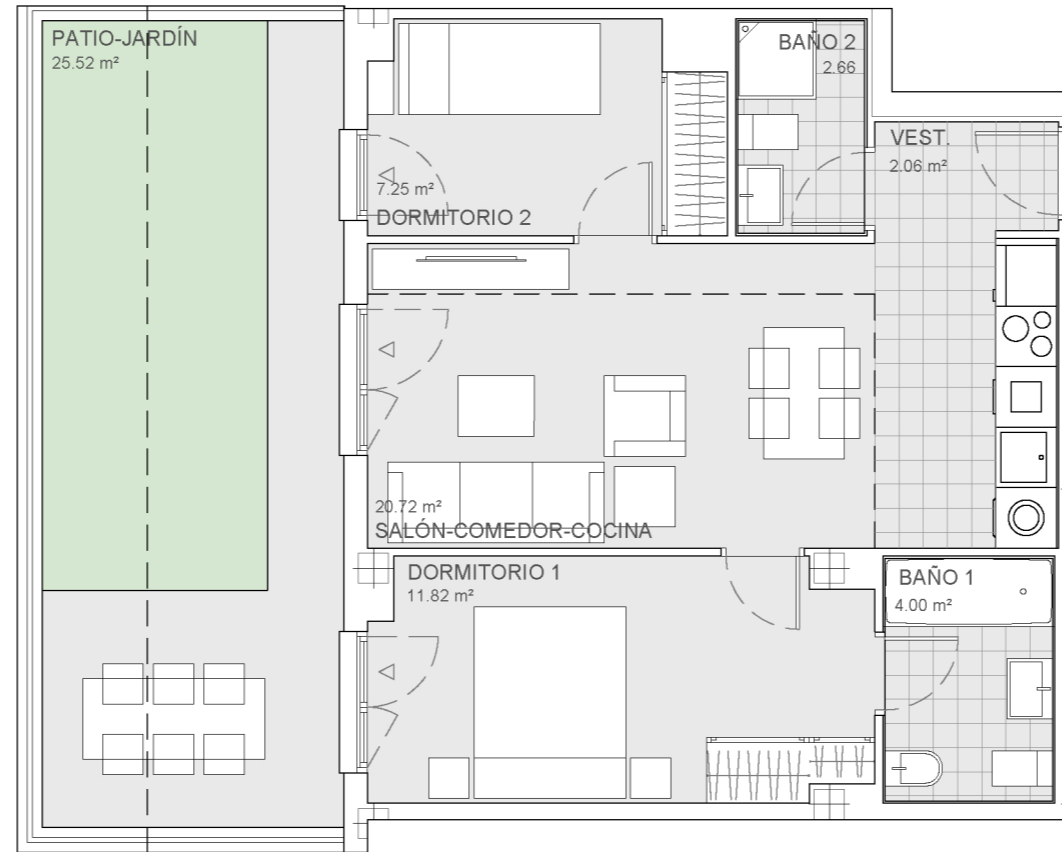 PATIO-JARDÍN
25.52 m²
BAÑO 2
2.66
VEST.
2.06 m²
7.25 m²
DORMITORIO 2
20.72 m²
SALÓN-COMEDOR-COCINA
DORMITORIO 1
11.82 m²
BAÑO 1
4.00 m²